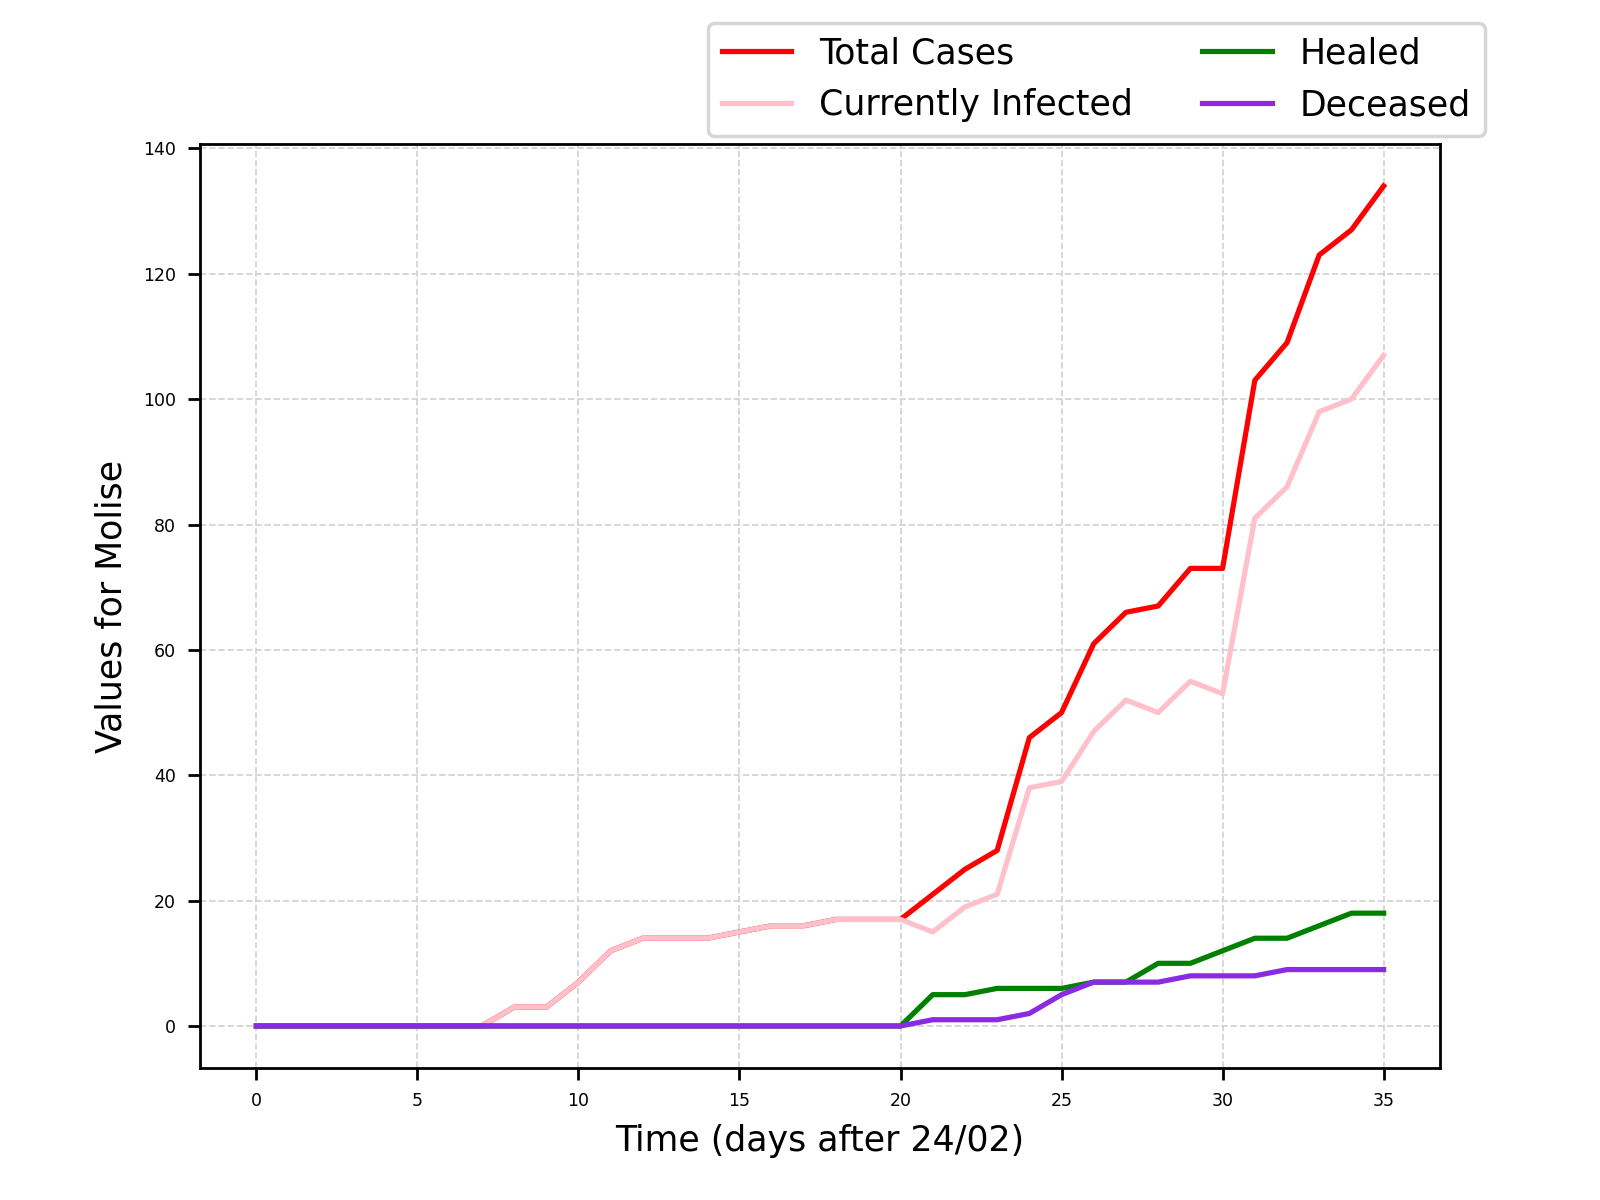 Total Cases
Currently Infected
Healed
Deceased
140
120
100
80
60
40
20
0
Values for Molise
0 5 10 15 20 25 30 35
Time (days after 24/02)